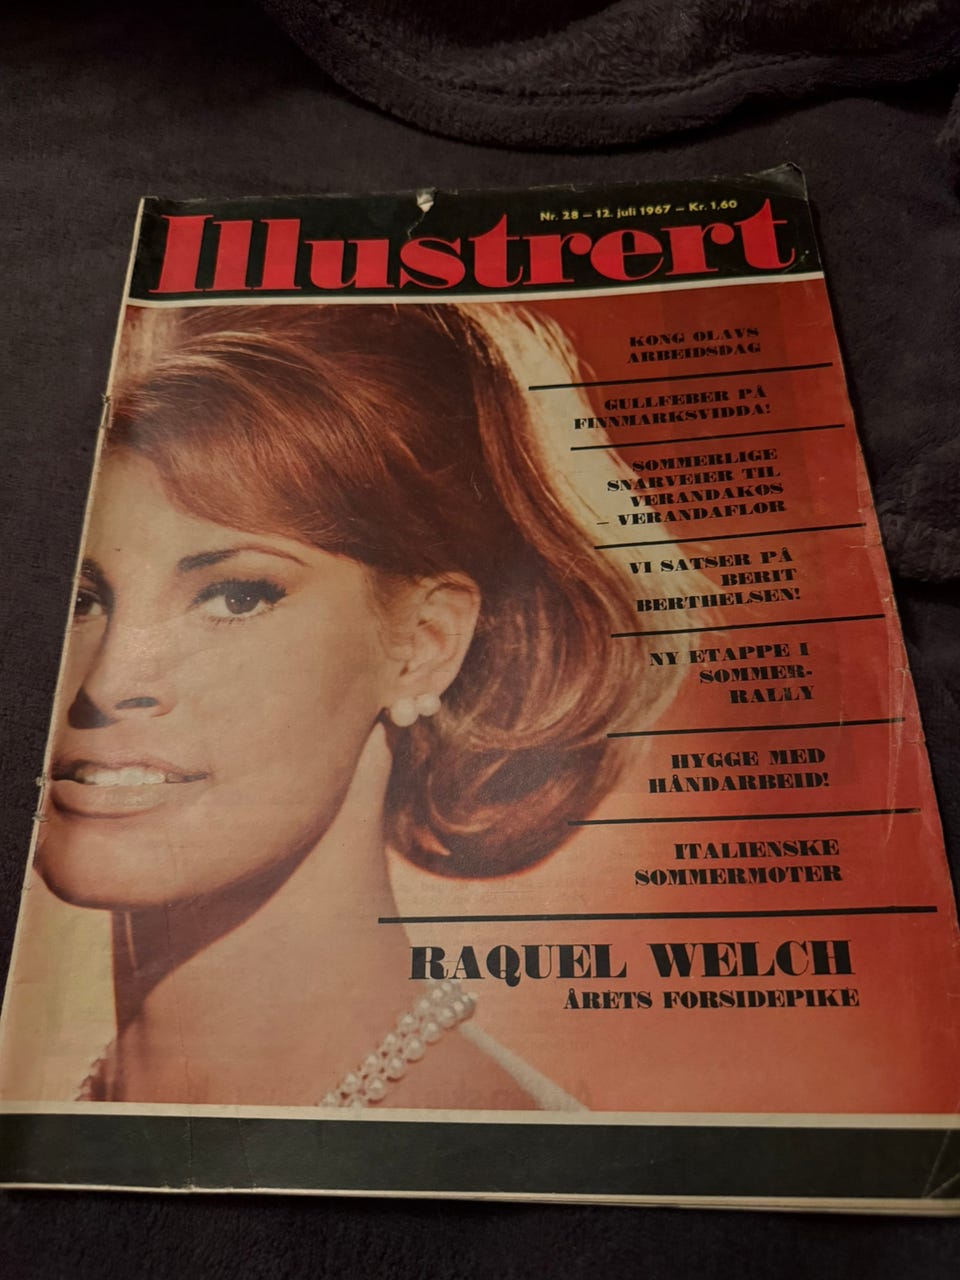 Nr. 28 – 12. juli 1967 – Kr. 1,60
Illustrert
KONG OLAVS
ARBEIDSDAG
GULLFEBER PÅ
FINNMARKSVIDDA!
SOMMERLIGE
SNARVEIER TIL
VERANDAKOS
– VERANDAFLOR
VI SATSER PÅ
BERIT
BERTHELSEN!
NY ETAPPE I
SOMMER-
RALLY
HYGGE MED
HÅNDARBEID!
ITALIENSKE
SOMMERMOTER
RAQUEL WELCH
ÅRETS FORSIDEPIKE